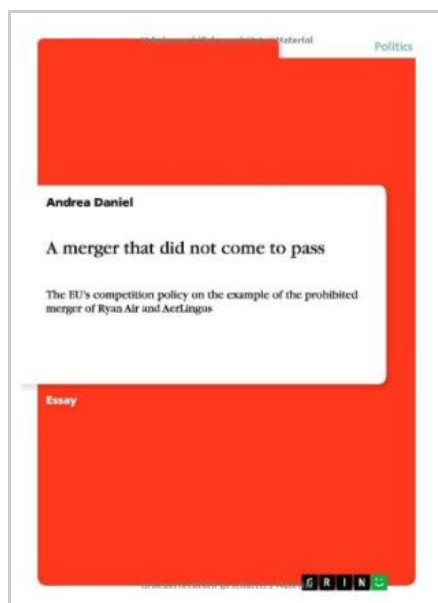 Politics
Andrea Daniel
A merger that did not come to pass
The EU's competition policy on the example of the prohibited
merger of Ryan Air and AerLingus
Essay
GRIN